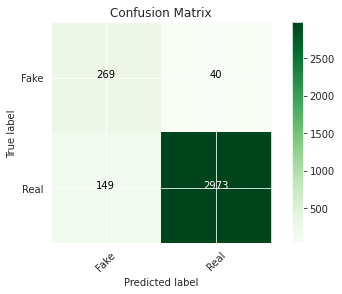 Confusion Matrix
True label
Fake
Real
269
40
149
2973
Fake
Real
Predicted label
2500
2000
1500
1000
500